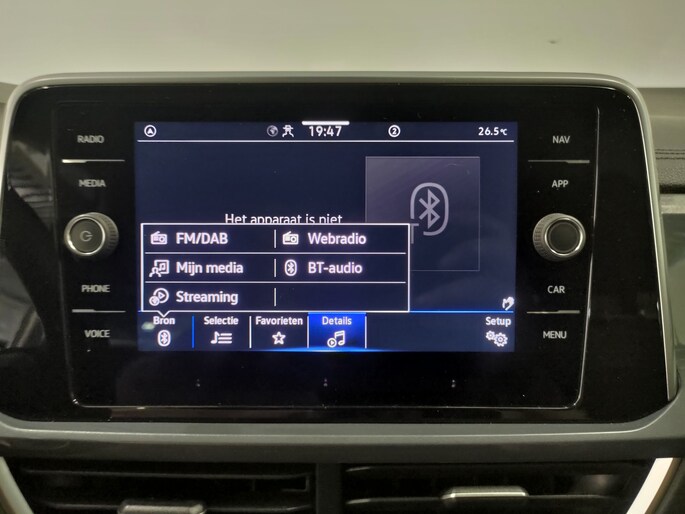 RADIO
MEDIA
PHONE
VOICE
19:47
2
26.5°C
Het apparaat is niet
FM/DAB
Webradio
Mijn media
BT-audio
Streaming
Bron
Selectie
Favorieten
Details
Setup
NAV
APP
CAR
MENU